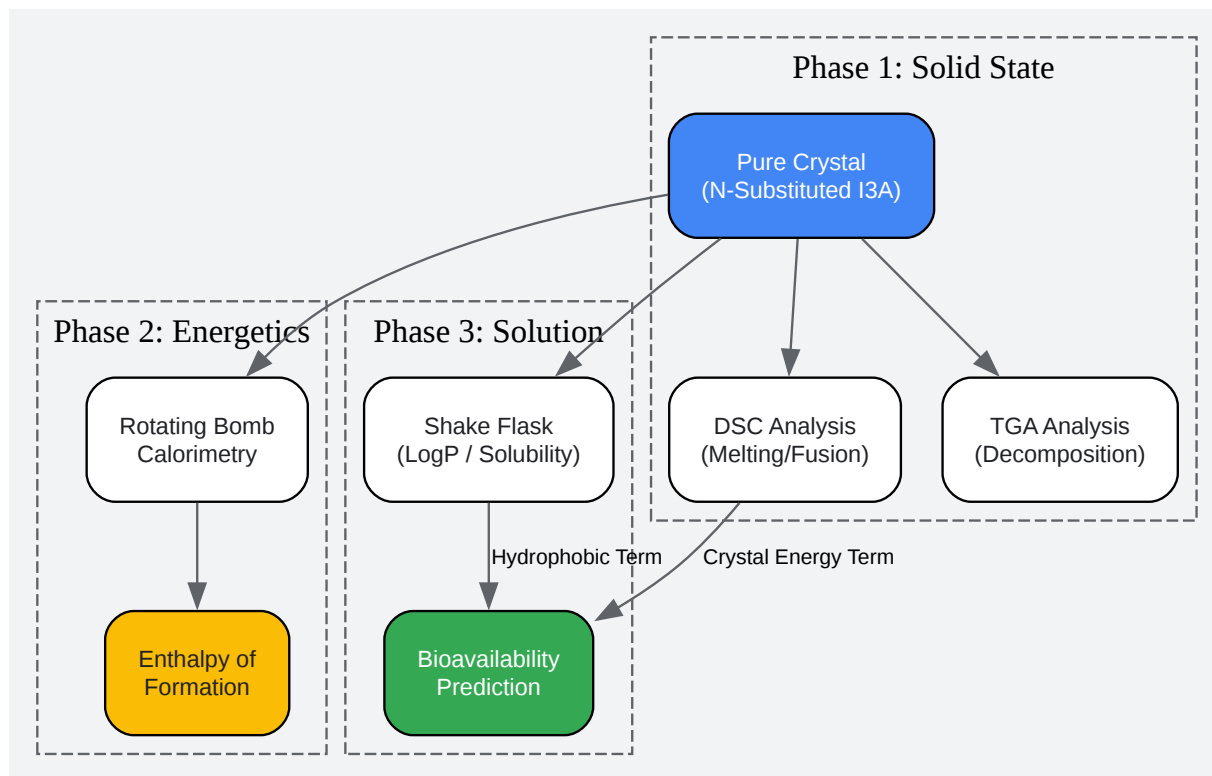 Phase 1: Solid State
Pure Crystal
(N-Substituted I3A)
Phase 2: Energetics
Phase 3: Solution
Rotating Bomb
Calorimetry
Shake Flask
(LogP / Solubility)
DSC Analysis
(Melting/Fusion)
TGA Analysis
(Decomposition)
Hydrophobic Term
Crystal Energy Term
Enthalpy of
Formation
Bioavailability
Prediction